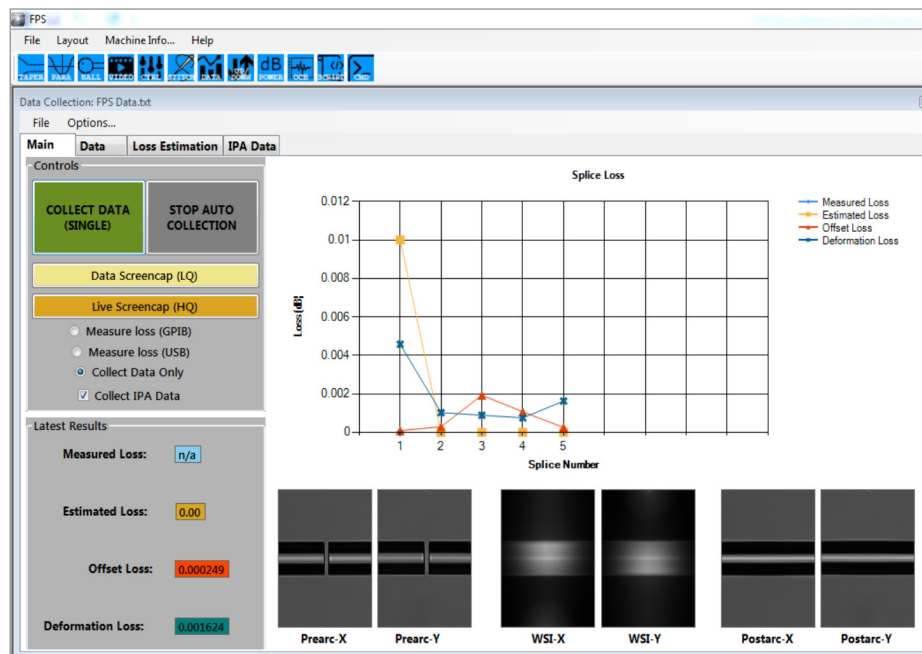 FPS
File Layout Machine Info... Help
TAPER PARA BALL VIDEO CTRL STITCH DATA UP/DOWN dB POWER OCS SCRIPT CMD
Data Collection: FPS Data.txt
File Options...
Main Data Loss Estimation IPA Data
Controls
COLLECT DATA
(SINGLE)
STOP AUTO
COLLECTION
Data Screencap (LQ)
Live Screencap (HQ)
Measure loss (GPIB)
Measure loss (USB)
Collect Data Only
Collect IPA Data
Latest Results
Measured Loss: n/a
Estimated Loss: 0.00
Offset Loss: 0.000249
Deformation Loss: 0.001624
Splice Loss
0.012
0.01
0.008
0.006
0.004
0.002
0
Loss(dB)
1 2 3 4 5
Splice Number
Measured Loss
Estimated Loss
Offset Loss
Deformation Loss
Prearc-X Prearc-Y WSI-X WSI-Y Postarc-X Postarc-Y